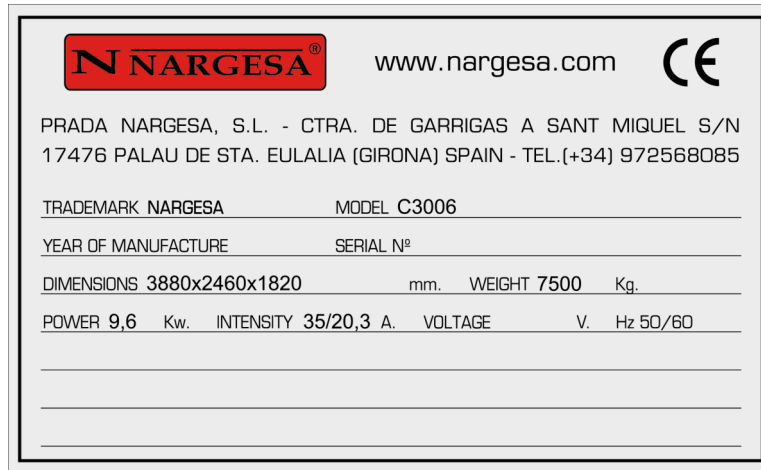 N NARGESA® www.nargesa.com CE
PRADA NARGESA, S.L. - CTRA. DE GARRIGAS A SANT MIQUEL S/N
17476 PALAU DE STA. EULALIA (GIRONA) SPAIN - TEL.(+34) 972568085
TRADEMARK NARGESA MODEL C3006
YEAR OF MANUFACTURE SERIAL Nº
DIMENSIONS 3880x2460x1820 mm. WEIGHT 7500 Kg.
POWER 9,6 Kw. INTENSITY 35/20,3 A. VOLTAGE V. Hz 50/60